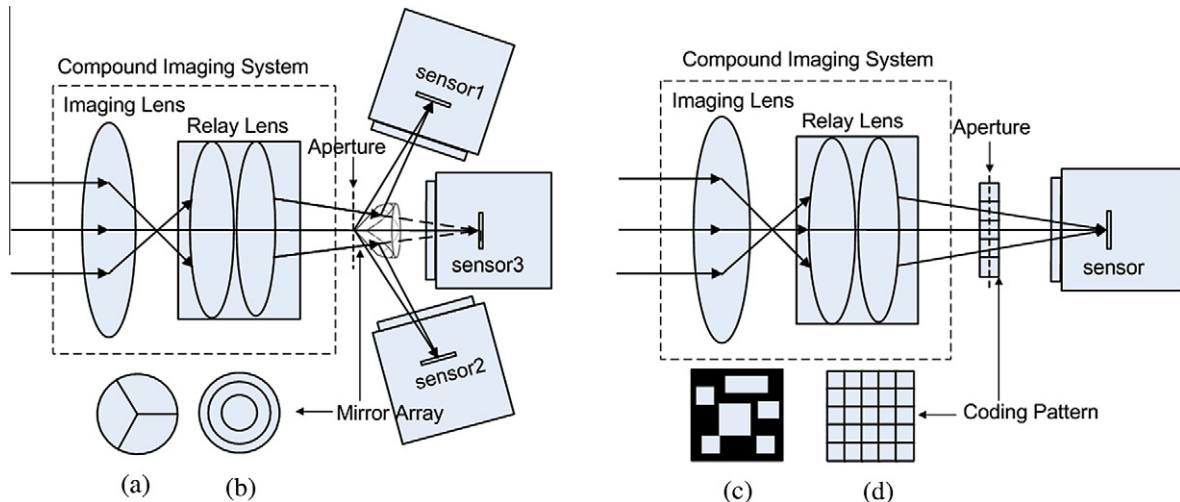 Compound Imaging System
Imaging Lens
Relay Lens
Aperture
sensor1
sensor3
sensor2
Mirror Array
(a)
(b)
Compound Imaging System
Imaging Lens
Relay Lens
Aperture
sensor
Coding Pattern
(c)
(d)